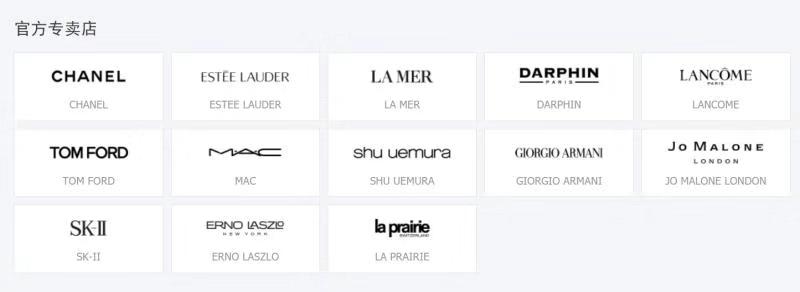 官方专卖店
CHANEL
CHANEL
ESTĒE LAUDER
ESTEE LAUDER
LA MER
LA MER
DARPHIN
PARIS
DARPHIN
LANCÔME
PARIS
LANCOME
TOM FORD
TOM FORD
MAC
MAC
shu uemura
SHU UEMURA
GIORGIO ARMANI
GIORGIO ARMANI
JO MALONE
LONDON
JO MALONE LONDON
SK-II
SK-II
ERNO LASZLO
NEW YORK
ERNO LASZLO
la prairie
SWITZERLAND
LA PRAIRIE